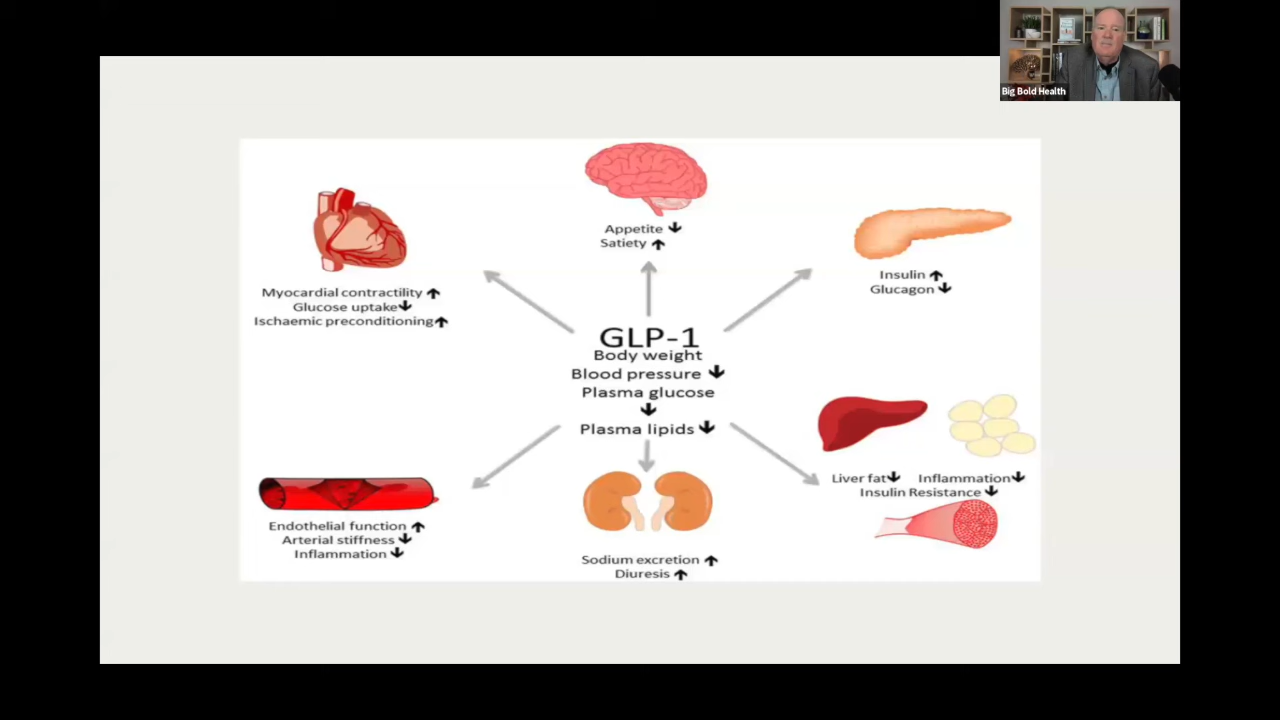 Big Bold Health
Appetite ↓
Satiety ↑
Insulin ↑
Glucagon ↓
Myocardial contractility ↑
Glucose uptake↓
Ischaemic preconditioning↑
GLP-1
Body weight
Blood pressure ↓
Plasma glucose
↓
Plasma lipids ↓
Liver fat↓ Inflammation↓
Insulin Resistance ↓
Endothelial function ↑
Arterial stiffness ↓
Inflammation ↓
Sodium excretion ↑
Diuresis ↑